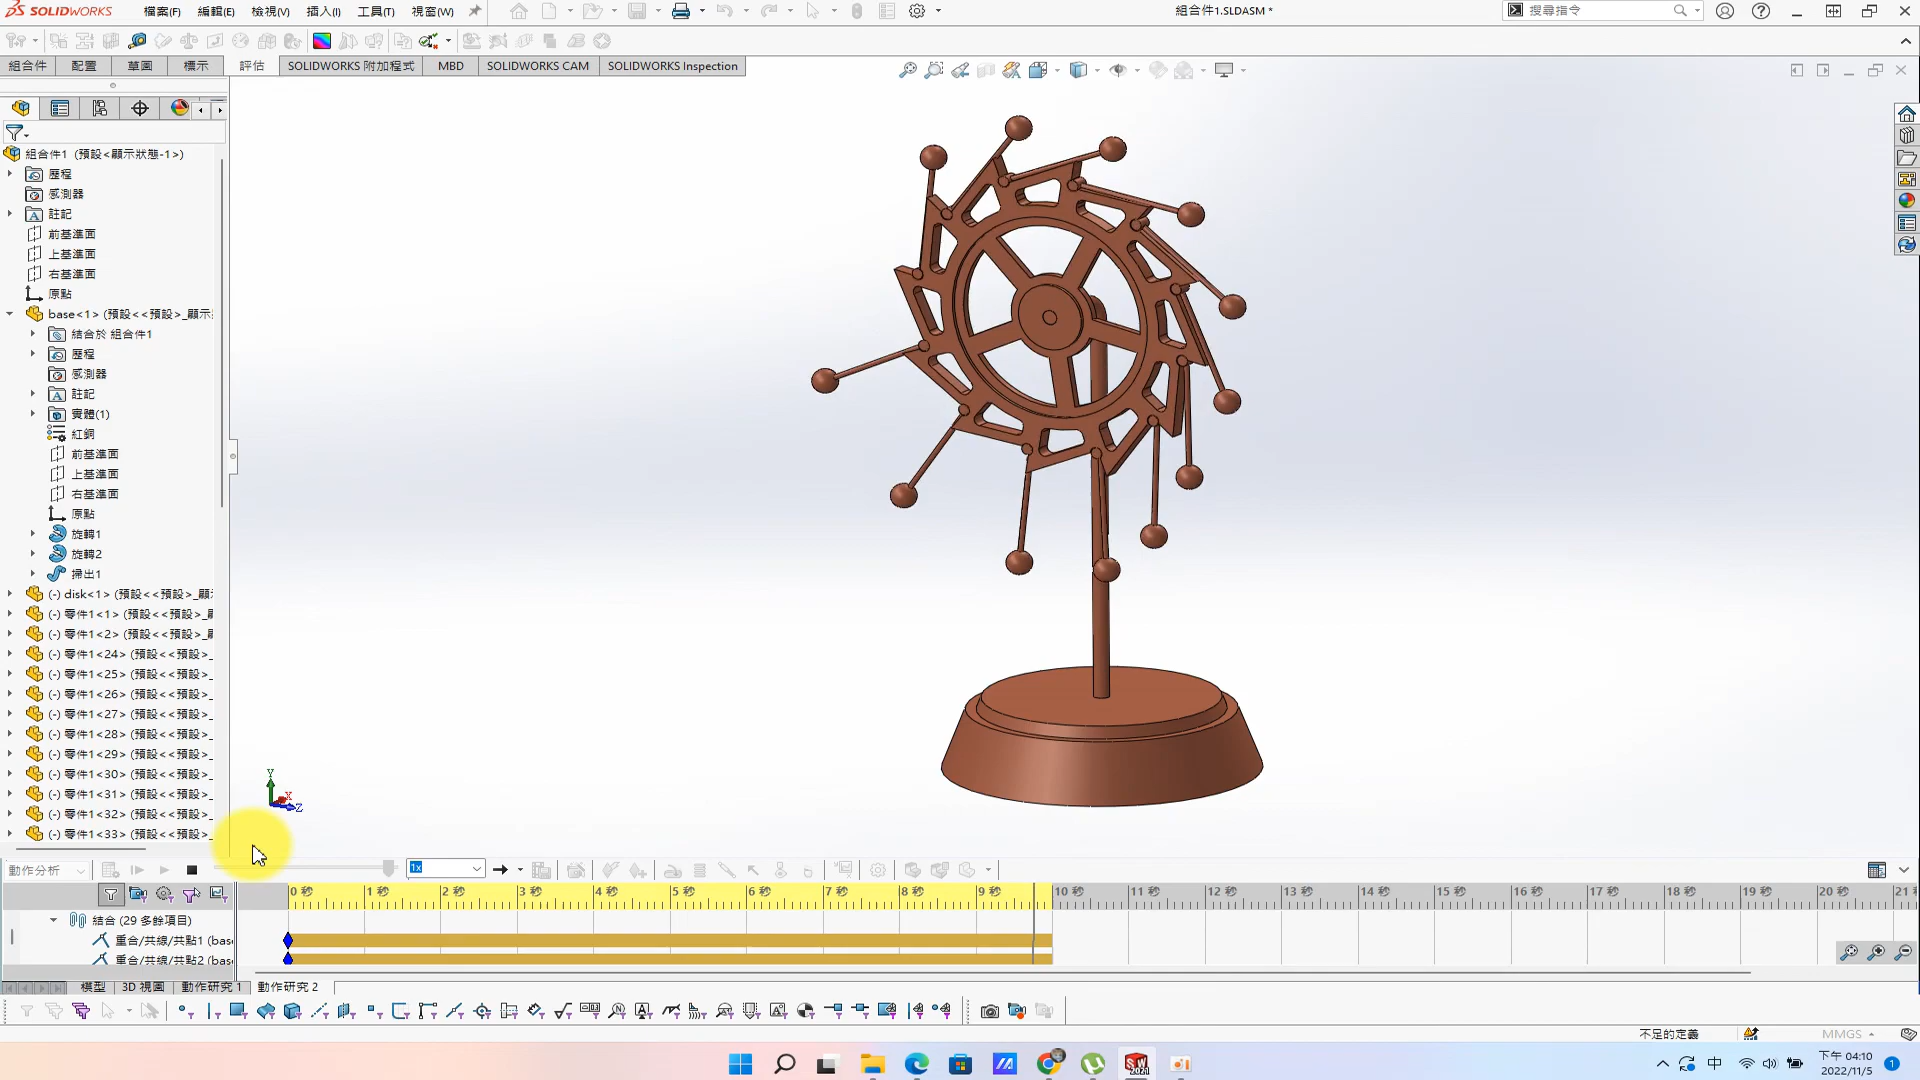 SOLIDWORKS 檔案(F) 編輯(E) 檢視(V) 插入(I) 工具(T) 視窗(W) 組合件1.SLDASM * 搜尋指令
組合件 配置 草圖 標示 評估 SOLIDWORKS 附加程式 MBD SOLIDWORKS CAM SOLIDWORKS Inspection
組合件1 (預設<顯示狀態-1>)
歷程
感測器
註記
前基準面
上基準面
右基準面
原點
base<1> (預設<<預設>_顯示
結合於 組合件1
歷程
感測器
註記
實體(1)
紅銅
前基準面
上基準面
右基準面
原點
旋轉1
旋轉2
掃出1
(-) disk<1> (預設<<預設>_顯
(-) 零件1<1> (預設<<預設>_顯
(-) 零件1<2> (預設<<預設>_顯
(-) 零件1<24> (預設<<預設>_
(-) 零件1<25> (預設<<預設>_
(-) 零件1<26> (預設<<預設>_
(-) 零件1<27> (預設<<預設>_
(-) 零件1<28> (預設<<預設>_
(-) 零件1<29> (預設<<預設>_
(-) 零件1<30> (預設<<預設>_
(-) 零件1<31> (預設<<預設>_
(-) 零件1<32> (預設<<預設>_
(-) 零件1<33> (預設<<預設>_
Y
X
Z
動作分析 1x
0 秒 1 秒 2 秒 3 秒 4 秒 5 秒 6 秒 7 秒 8 秒 9 秒 10 秒 11 秒 12 秒 13 秒 14 秒 15 秒 16 秒 17 秒 18 秒 19 秒 20 秒 21
結合 (29 多餘項目)
重合/共線/共點1 (base
重合/共線/共點2 (base
模型 3D 視圖 動作研究 1 動作研究 2
不足的定義 MMGS
中 下午 04:10
2022/11/5 1